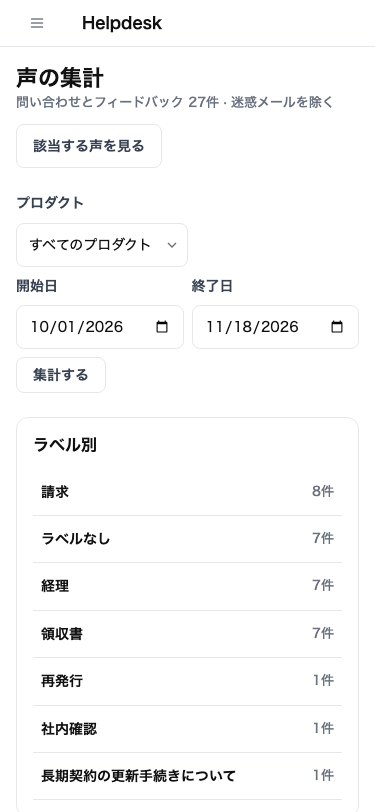 Helpdesk
声の集計
問い合わせとフィードバック 27件 · 迷惑メールを除く
該当する声を見る
プロダクト
すべてのプロダクト
開始日 終了日
10/01/2026 11/18/2026
集計する
ラベル別
請求 8件
ラベルなし 7件
経理 7件
領収書 7件
再発行 1件
社内確認 1件
長期契約の更新手続きについて 1件